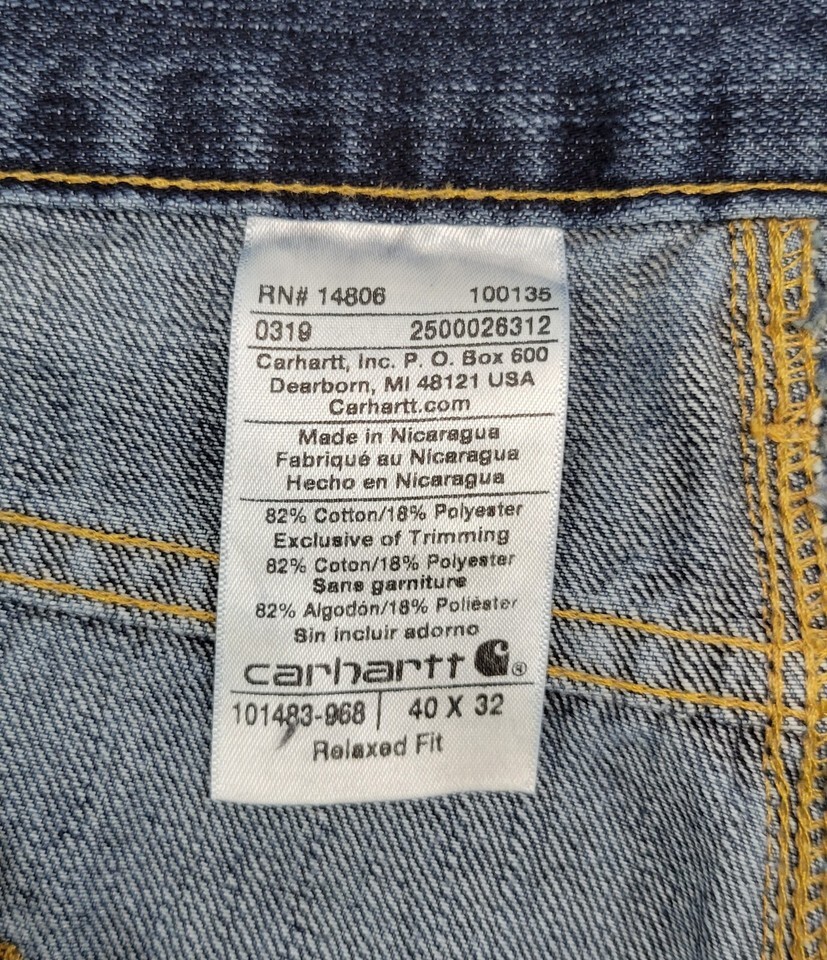 RN# 14806 100135
0319 2500026312
Carhartt, Inc. P. O. Box 600
Dearborn, MI 48121 USA
Carhartt.com
Made in Nicaragua
Fabriqué au Nicaragua
Hecho en Nicaragua
82% Cotton/18% Polyester
Exclusive of Trimming
82% Coton/18% Polyester
Sans garniture
82% Algodón/18% Poliéster
Sin incluir adorno
carhartt ®
101483-968 | 40 X 32
Relaxed Fit